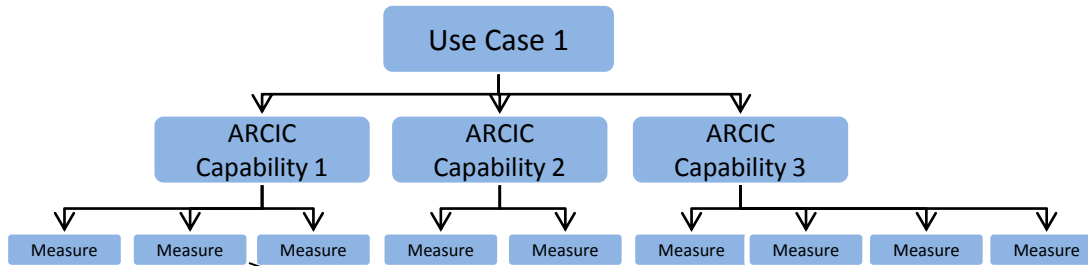 Use Case 1
ARCIC
Capability 1
ARCIC
Capability 2
ARCIC
Capability 3
Measure
Measure
Measure
Measure
Measure
Measure
Measure
Measure
Measure